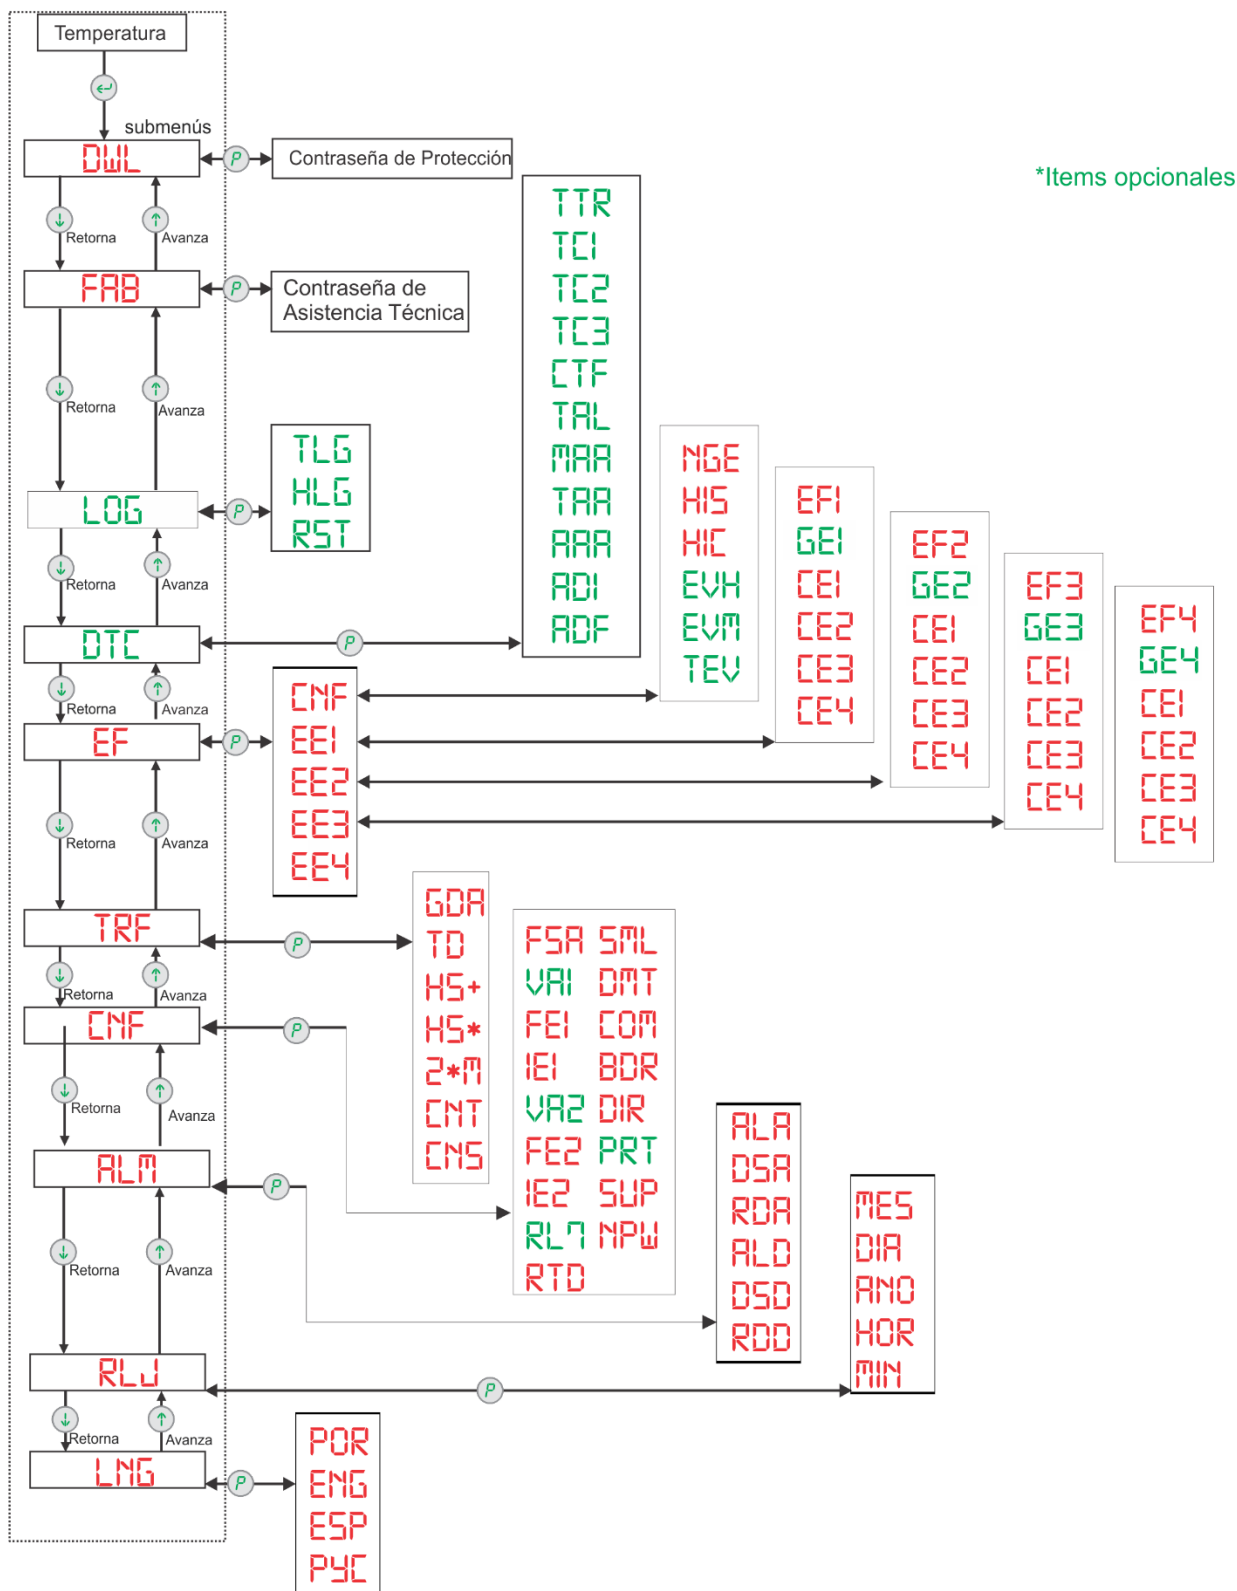 Temperatura
submenús
DWL
P
Contraseña de Protección
*Items opcionales
Retorna
Avanza
FAB
P
Contraseña de
Asistencia Técnica
Retorna
Avanza
LOG
P
TLG
HLG
RST
Retorna
Avanza
DTC
P
TTR
TC1
TC2
TC3
CTF
TAL
MAA
TAA
AAA
AD1
ADF
Retorna
Avanza
EF
P
CNF
EE1
EE2
EE3
EE4
NGE
HIS
HIC
EVH
EVM
TEV
EF1
GE1
CE1
CE2
CE3
CE4
EF2
GE2
CE1
CE2
CE3
CE4
EF3
GE3
CE1
CE2
CE3
CE4
EF4
GE4
CE1
CE2
CE3
CE4
Retorna
Avanza
TRF
P
GDA
TD
HS+
HS*
2*M
CNT
CNS
Retorna
Avanza
CNF
P
FSA SML
VA1 DMT
FE1 COM
IE1 BDR
VA2 DIR
FE2 PRT
IE2 SUP
RL7 NPW
RTD
Retorna
Avanza
ALM
P
ALA
DSA
RDA
ALD
DSD
RDD
Retorna
Avanza
RLJ
P
MES
DIA
ANO
HOR
MIN
Retorna
Avanza
LNG
P
POR
ENG
ESP
PYC